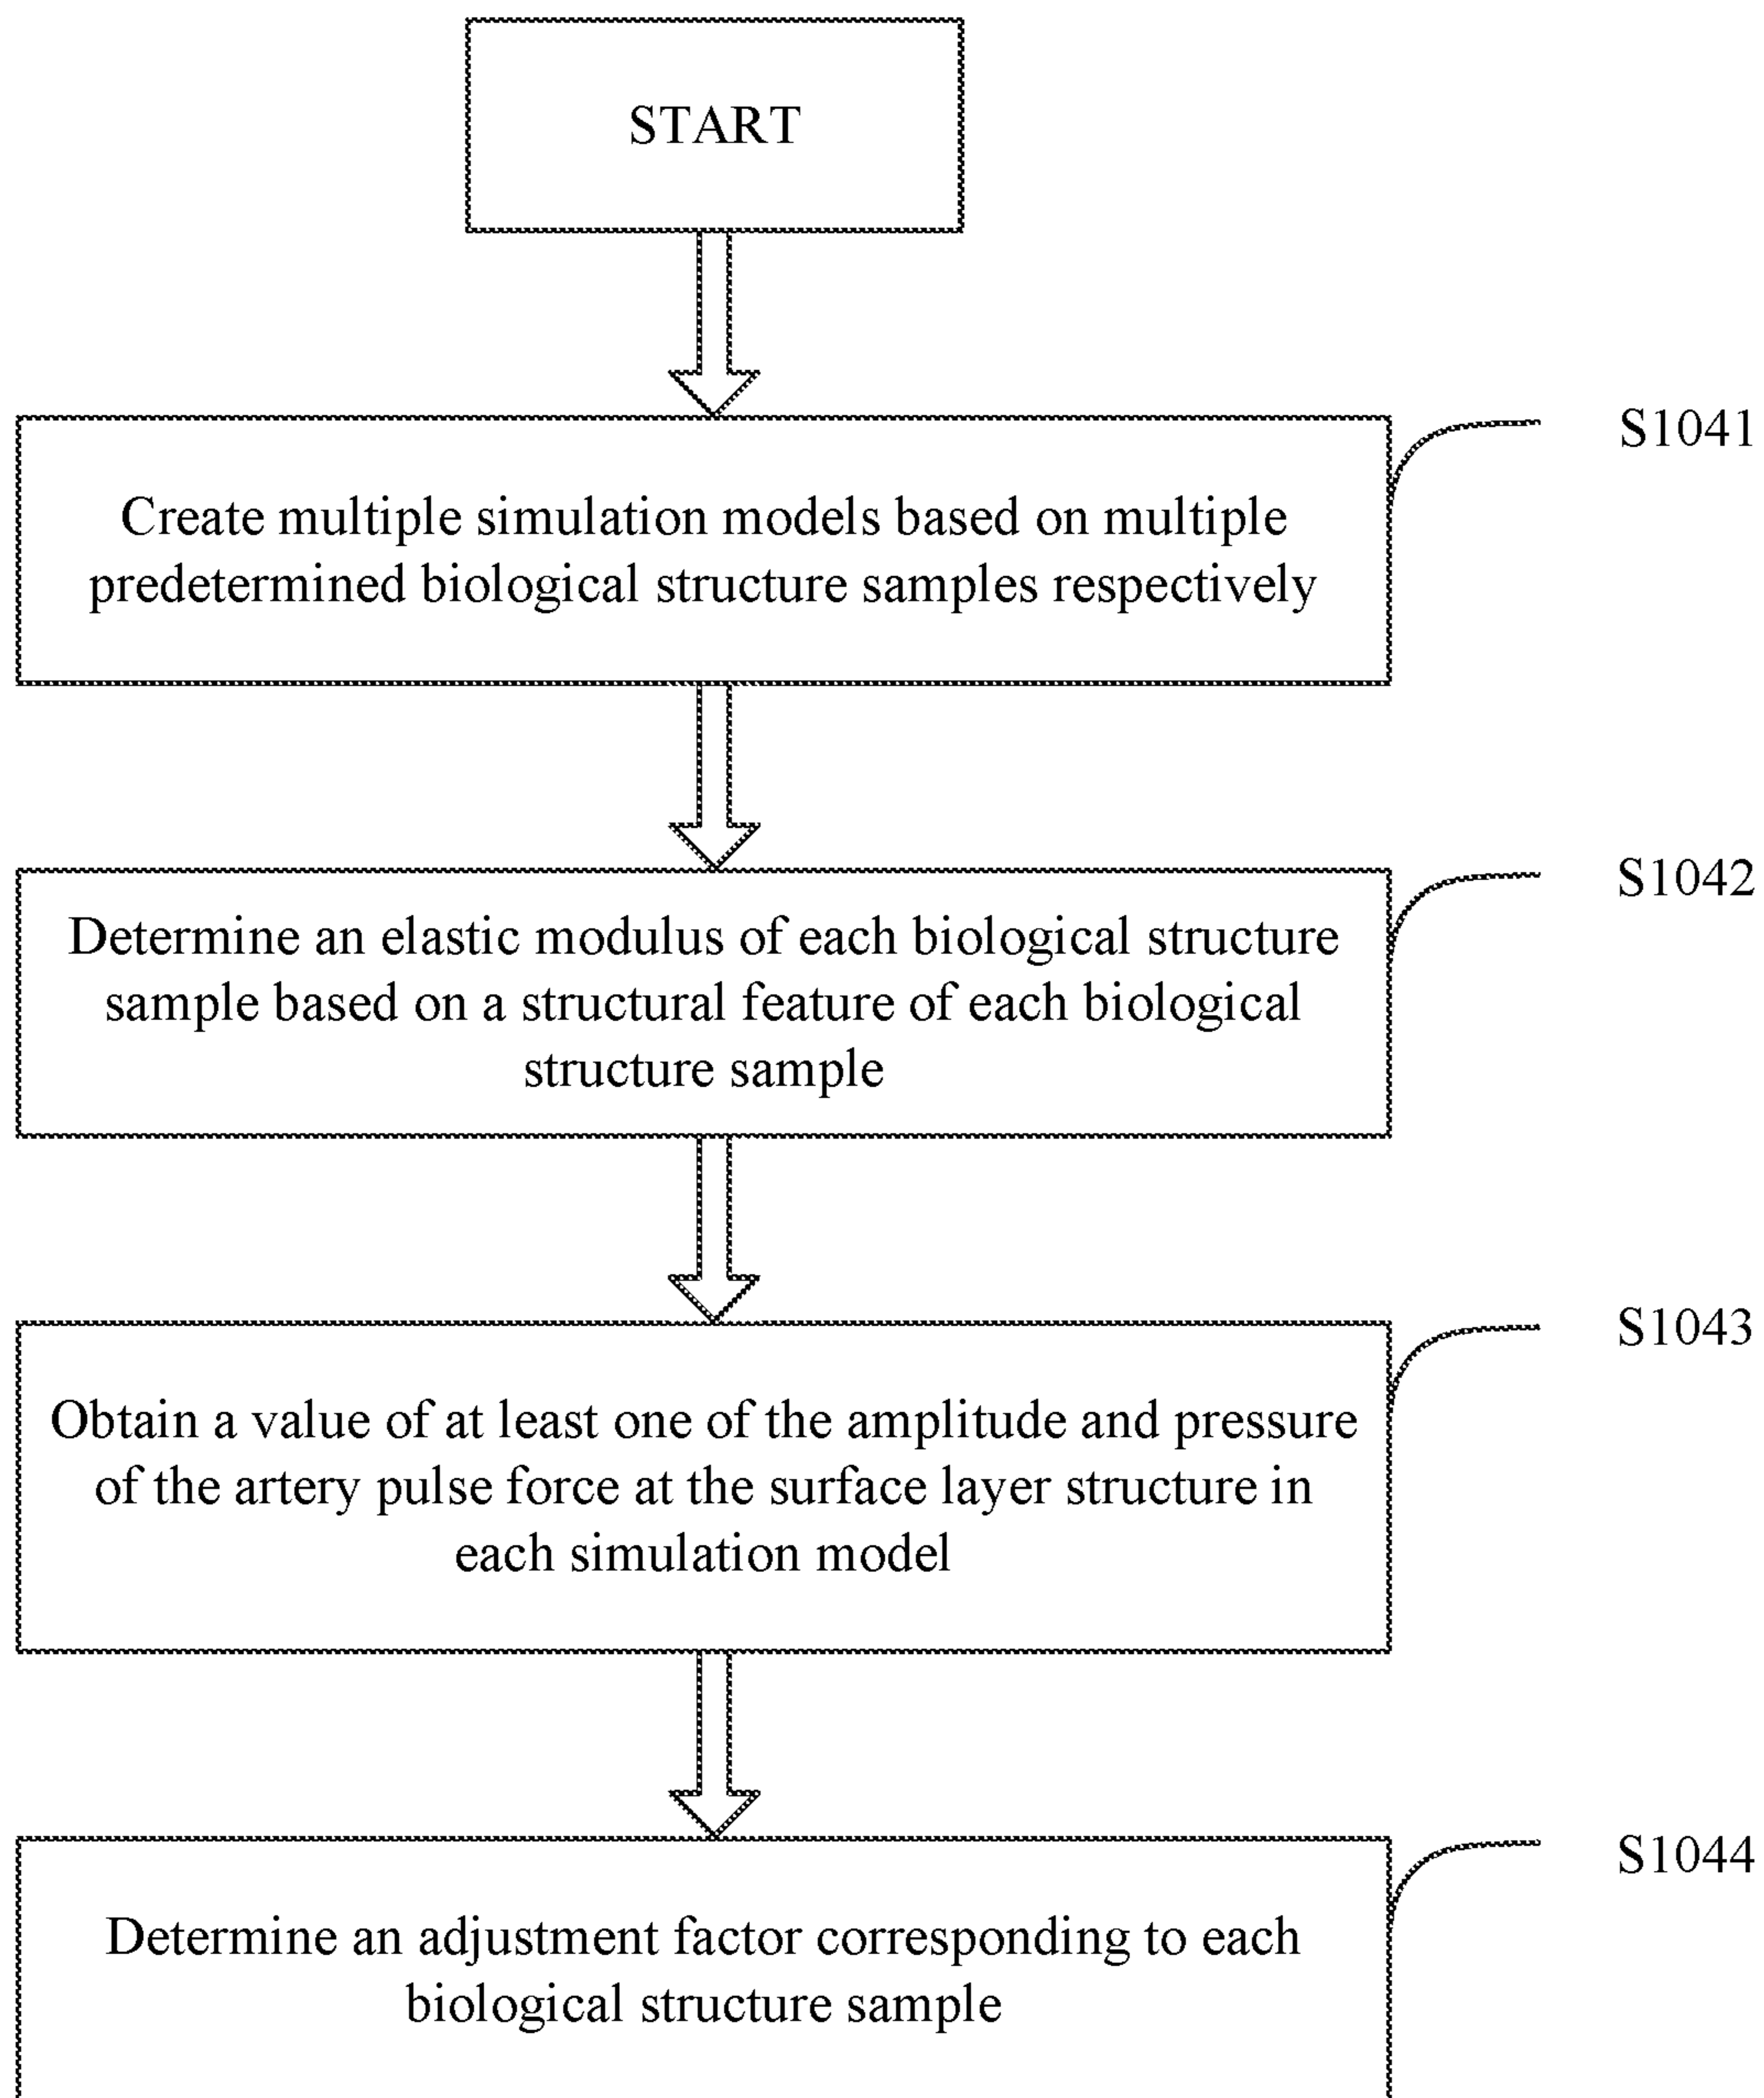 START
S1041
Create multiple simulation models based on multiple
predetermined biological structure samples respectively
S1042
Determine an elastic modulus of each biological structure
sample based on a structural feature of each biological
structure sample
S1043
Obtain a value of at least one of the amplitude and pressure
of the artery pulse force at the surface layer structure in
each simulation model
S1044
Determine an adjustment factor corresponding to each
biological structure sample